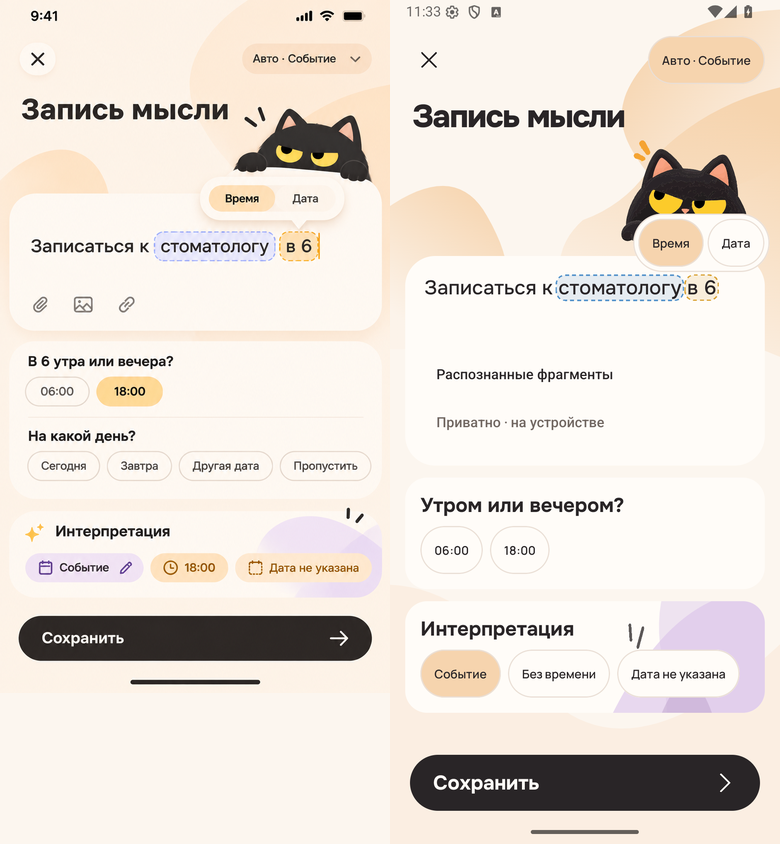 9:41
Авто · Событие
Запись мысли
Время
Дата
Записаться к стоматологу в 6
В 6 утра или вечера?
06:00
18:00
На какой день?
Сегодня
Завтра
Другая дата
Пропустить
Интерпретация
Событие
18:00
Дата не указана
Сохранить
11:33
A
Авто · Событие
Запись мысли
Время
Дата
Записаться к стоматологу в 6
Распознанные фрагменты
Приватно · на устройстве
Утром или вечером?
06:00
18:00
Интерпретация
Событие
Без времени
Дата не указана
Сохранить